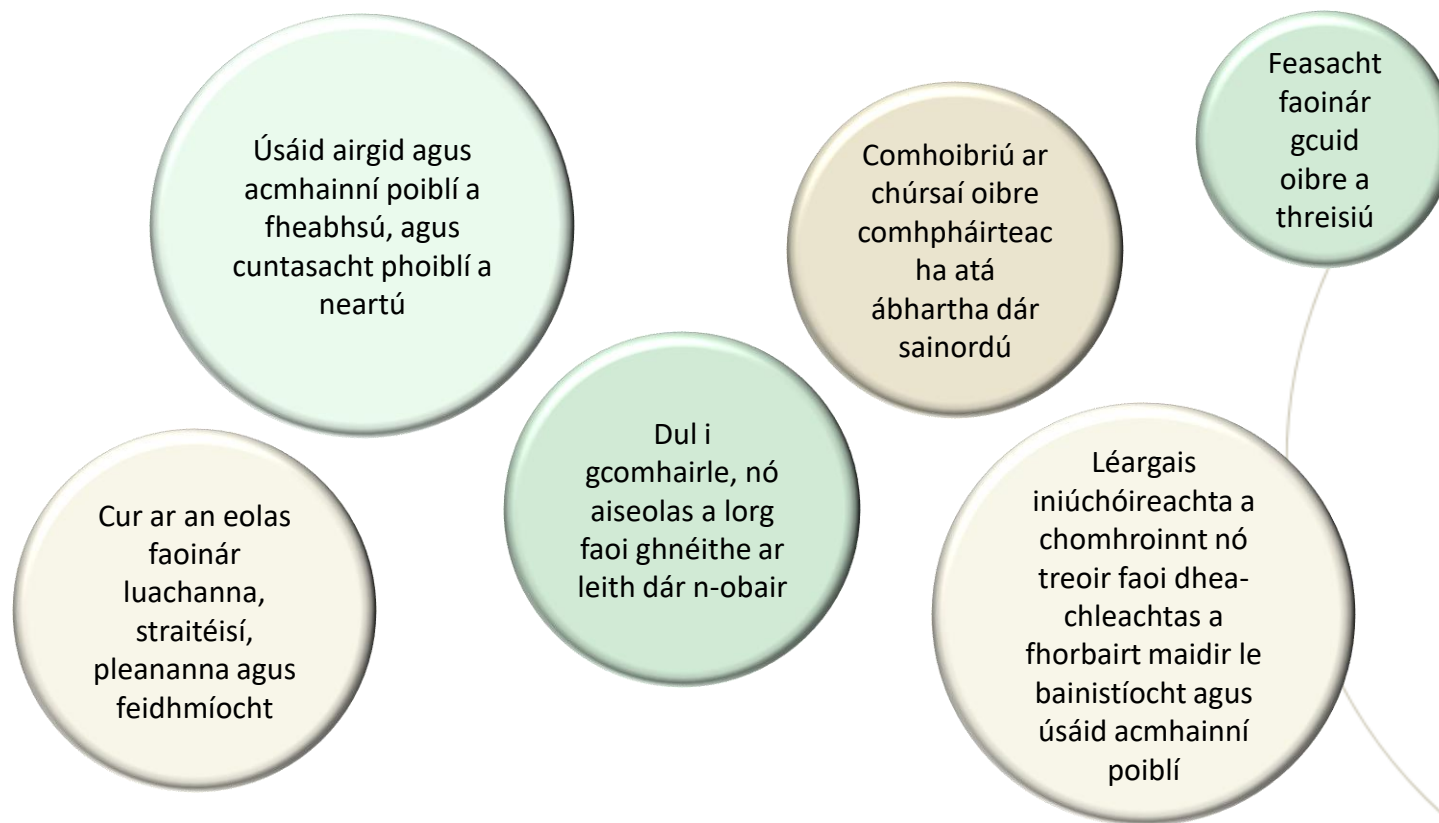 Úsáid airgid agus
acmhainní poiblí a
fheabhsú, agus
cuntasacht phoiblí a
neartú
Comhoibriú ar
chúrsaí oibre
comhpháirteac
ha atá
ábhartha dár
sainordú
Feasacht
faoinár
gcuid
oibre a
threisiú
Cur ar an eolas
faoinár
luachanna,
straitéisí,
pleananna agus
feidhmíocht
Dul i
gcomhairle, nó
aiseolas a lorg
faoi ghnéithe ar
leith dár n-obair
Léargais
iniúchóireachta a
chomhroinnt nó
treoir faoi dhea-
chleachtas a
fhorbairt maidir le
bainistíocht agus
úsáid acmhainní
poiblí